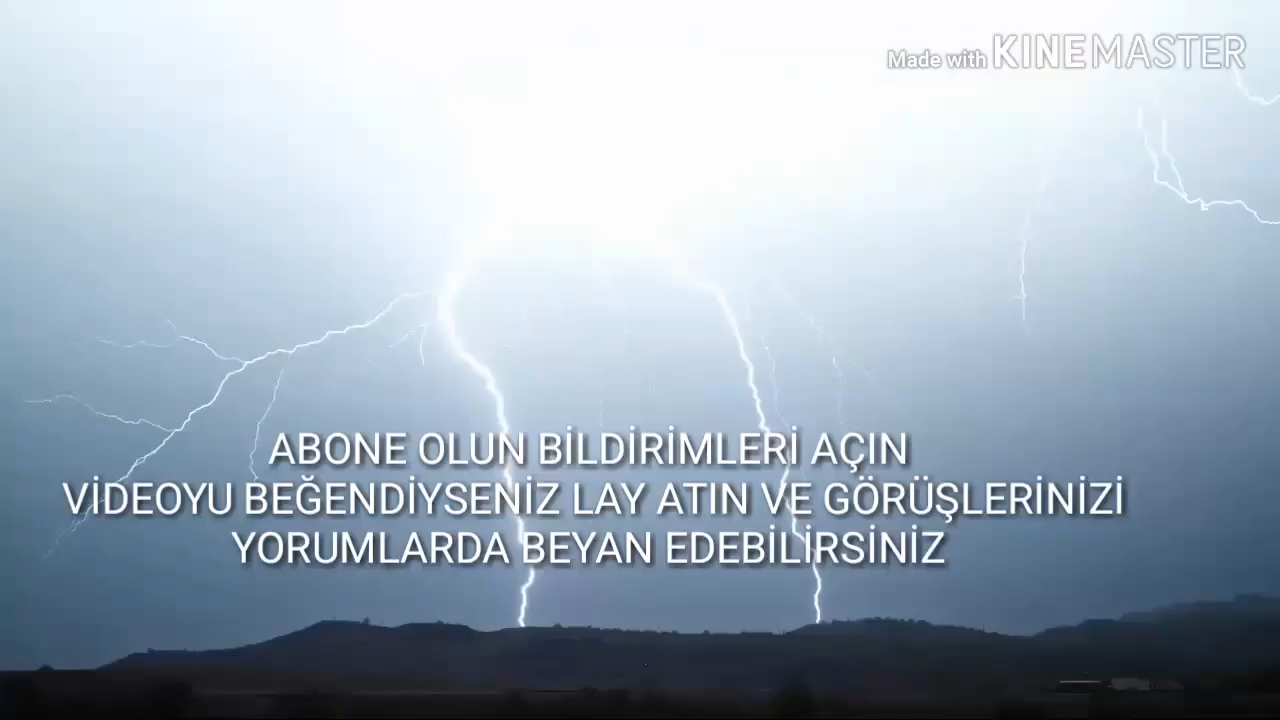 Made with KINEMASTER
ABONE OLUN BİLDİRİMLERİ AÇIN
VİDEOYU BEĞENDİYSENİZ LAY ATIN VE GÖRÜŞLERİNİZİ
YORUMLARDA BEYAN EDEBİLİRSİNİZ